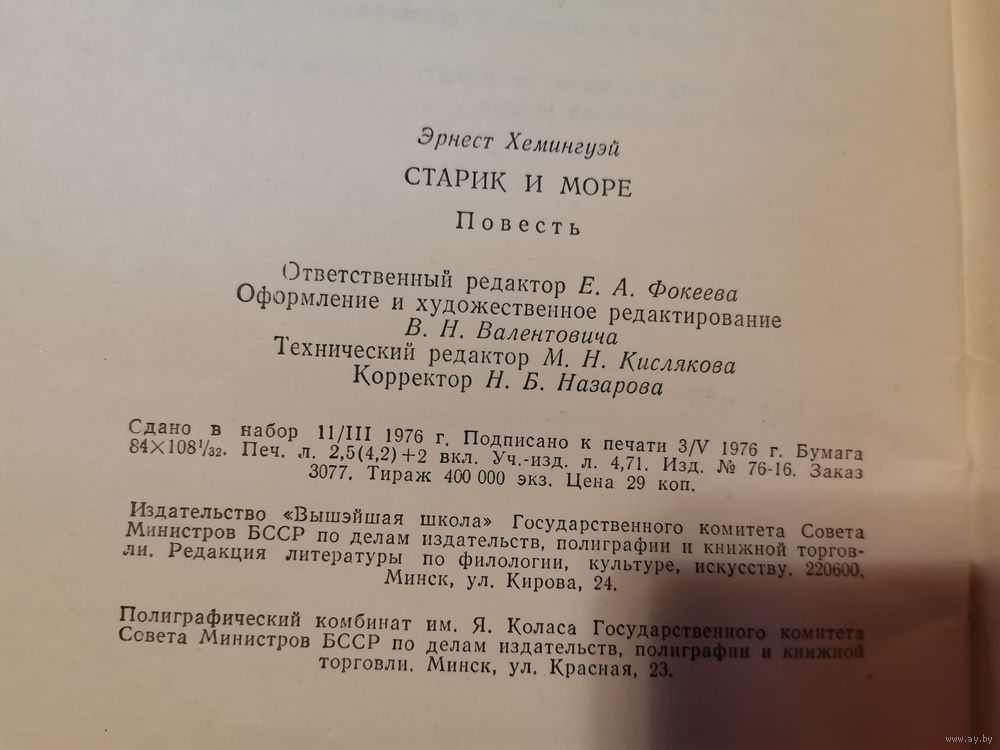 Эрнест Хемингуэй
СТАРИК И МОРЕ
Повесть
Ответственный редактор Е. А. Фокеева
Оформление и художественное редактирование
В. Н. Валентовича
Технический редактор М. Н. Кислякова
Корректор Н. Б. Назарова
Сдано в набор 11/III 1976 г. Подписано к печати 3/V 1976 г. Бумага
84×108¹/₃₂. Печ. л. 2,5(4,2)+2 вкл. Уч.-изд. л. 4,71. Изд. № 76-16. Заказ
3077. Тираж 400 000 экз. Цена 29 коп.
Издательство «Вышэйшая школа» Государственного комитета Совета
Министров БССР по делам издательств, полиграфии и книжной торгов-
ли. Редакция литературы по филологии, культуре, искусству. 220600.
Минск, ул. Кирова, 24.
Полиграфический комбинат им. Я. Коласа Государственного комитета
Совета Министров БССР по делам издательств, полиграфии и книжной
торговли. Минск, ул. Красная, 23.
www.ay.by